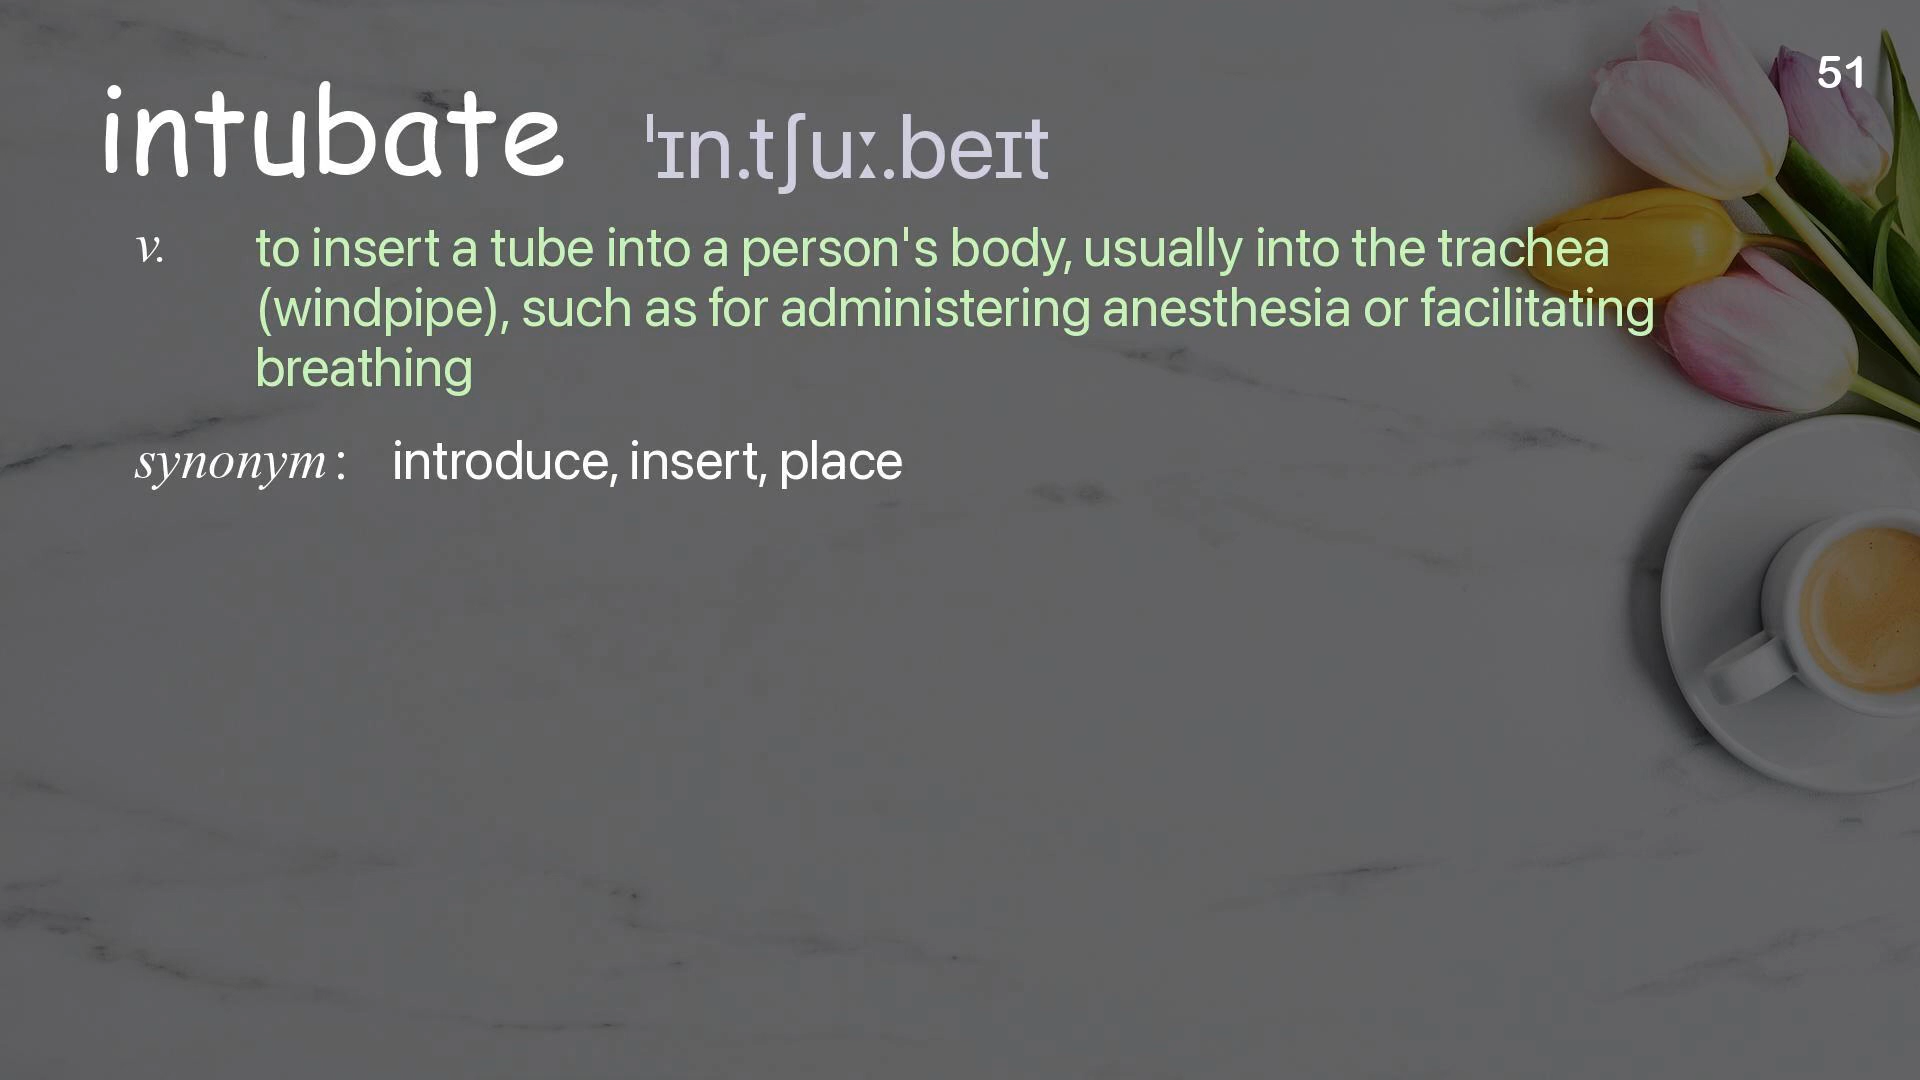 51
intubate ˈɪn.tʃuː.beɪt
v. to insert a tube into a person's body, usually into the trachea
(windpipe), such as for administering anesthesia or facilitating
breathing
synonym: introduce, insert, place